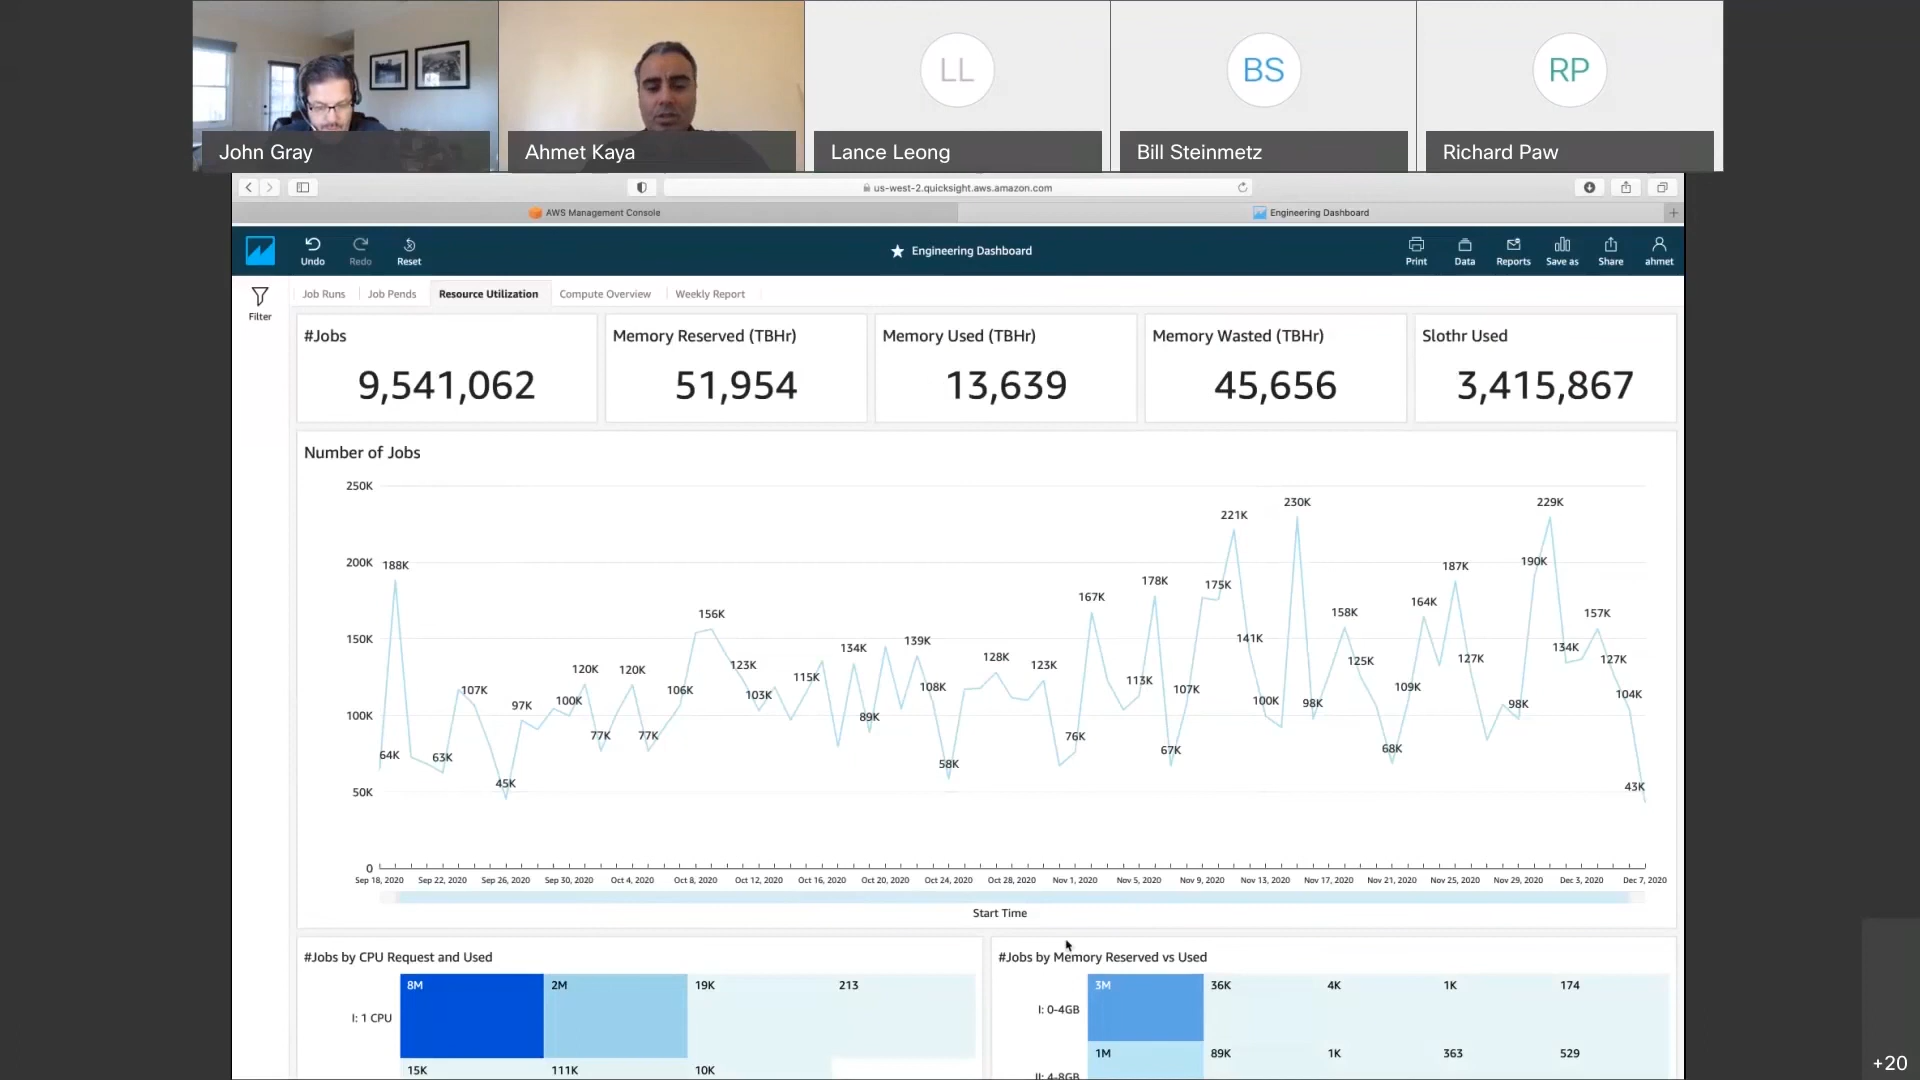 LL
BS
RP
John Gray
Ahmet Kaya
Lance Leong
Bill Steinmetz
Richard Paw
us-west-2.quicksight.aws.amazon.com
AWS Management Console
Engineering Dashboard
Undo
Redo
Reset
Engineering Dashboard
Print
Data
Reports
Save as
Share
ahmet
Filter
Job Runs
Job Pends
Resource Utilization
Compute Overview
Weekly Report
#Jobs
9,541,062
Memory Reserved (TBHr)
51,954
Memory Used (TBHr)
13,639
Memory Wasted (TBHr)
45,656
Slothr Used
3,415,867
Number of Jobs
250K
200K
150K
100K
50K
0
64K
188K
63K
107K
45K
97K
100K
120K
77K
120K
77K
106K
156K
123K
103K
115K
134K
89K
139K
108K
58K
128K
123K
76K
167K
113K
178K
67K
107K
175K
221K
141K
100K
230K
98K
158K
125K
68K
109K
164K
187K
127K
98K
190K
229K
134K
157K
127K
104K
43K
Sep 18, 2020
Sep 22, 2020
Sep 26, 2020
Sep 30, 2020
Oct 4, 2020
Oct 8, 2020
Oct 12, 2020
Oct 16, 2020
Oct 20, 2020
Oct 24, 2020
Oct 28, 2020
Nov 1, 2020
Nov 5, 2020
Nov 9, 2020
Nov 13, 2020
Nov 17, 2020
Nov 21, 2020
Nov 25, 2020
Nov 29, 2020
Dec 3, 2020
Dec 7, 2020
Start Time
#Jobs by CPU Request and Used
I: 1 CPU
8M
2M
19K
213
15K
111K
10K
#Jobs by Memory Reserved vs Used
I: 0-4GB
3M
36K
4K
1K
174
II: 4-8GB
1M
89K
1K
363
529
+20